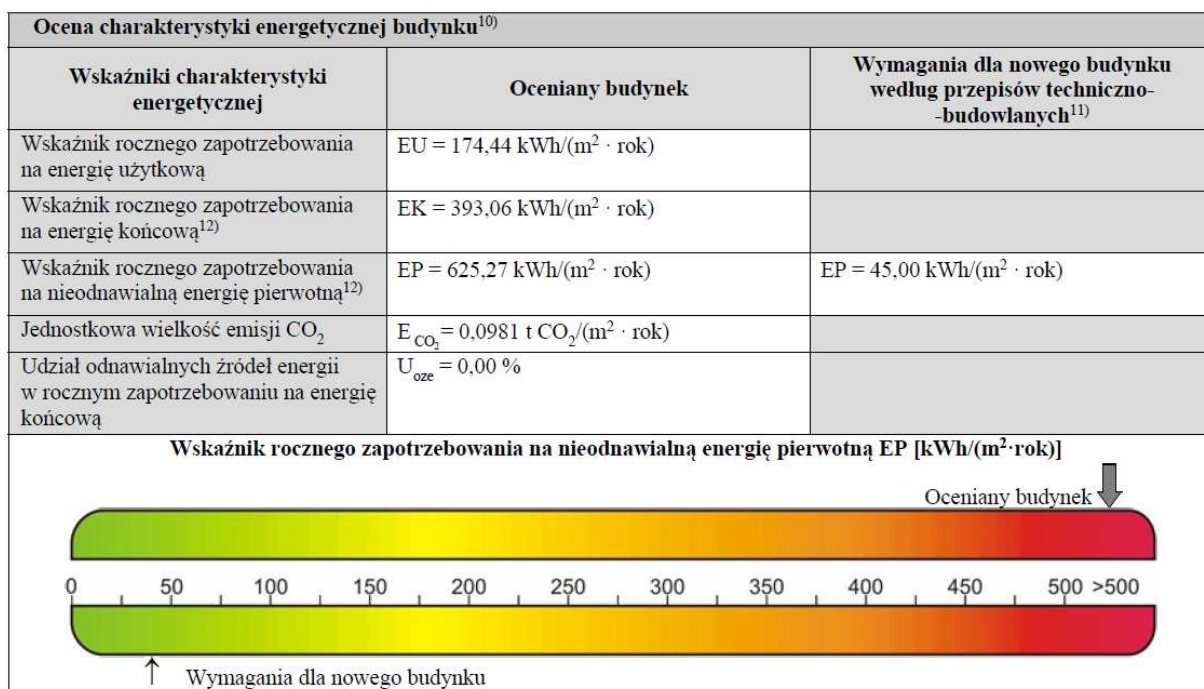 Ocena charakterystyki energetycznej budynku10)
Wskaźniki charakterystyki
energetycznej
Oceniany budynek
Wymagania dla nowego budynku
według przepisów techniczno-
-budowlanych11)
Wskaźnik rocznego zapotrzebowania
na energię użytkową
EU = 174,44 kWh/(m2 · rok)
Wskaźnik rocznego zapotrzebowania
na energię końcową12)
EK = 393,06 kWh/(m2 · rok)
Wskaźnik rocznego zapotrzebowania
na nieodnawialną energię pierwotną12)
EP = 625,27 kWh/(m2 · rok)
EP = 45,00 kWh/(m2 · rok)
Jednostkowa wielkość emisji CO2
ECO2= 0,0981 t CO2/(m2 · rok)
Udział odnawialnych źródeł energii
w rocznym zapotrzebowaniu na energię
końcową
Uoze = 0,00 %
Wskaźnik rocznego zapotrzebowania na nieodnawialną energię pierwotną EP [kWh/(m2·rok)]
Oceniany budynek
0 50 100 150 200 250 300 350 400 450 500 >500
Wymagania dla nowego budynku